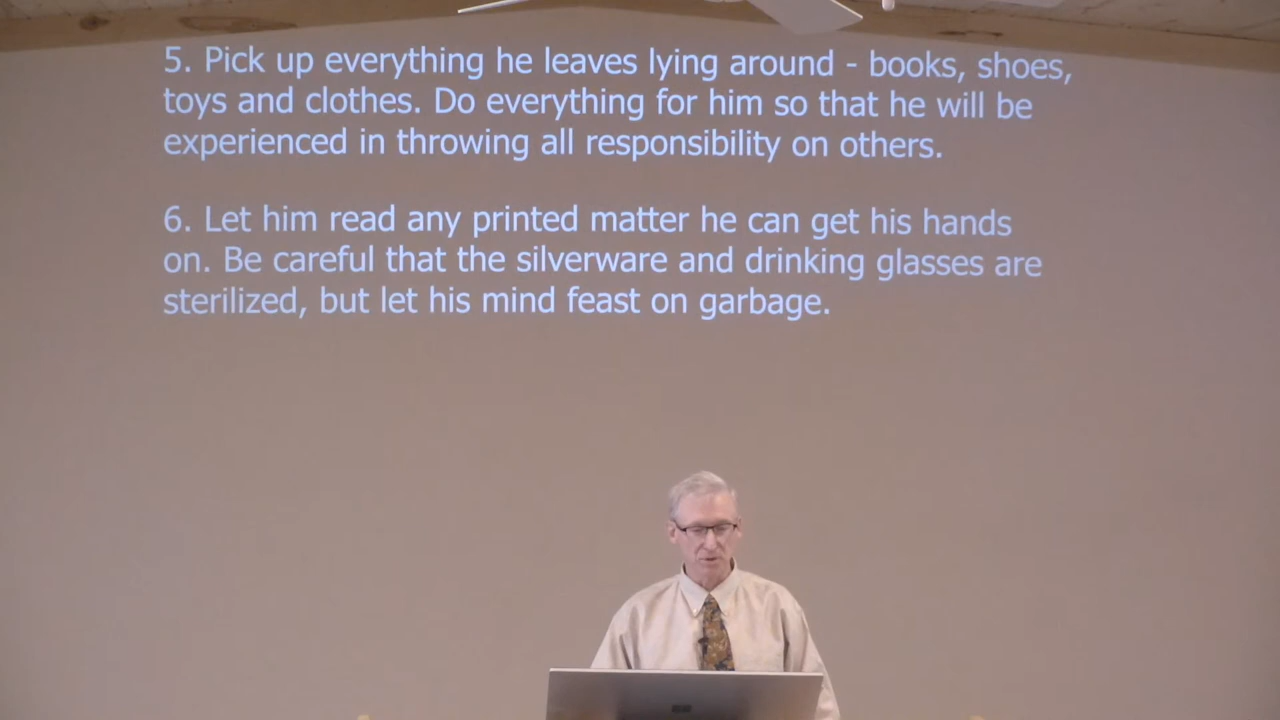 5. Pick up everything he leaves lying around - books, shoes,
toys and clothes. Do everything for him so that he will be
experienced in throwing all responsibility on others.
6. Let him read any printed matter he can get his hands
on. Be careful that the silverware and drinking glasses are
sterilized, but let his mind feast on garbage.